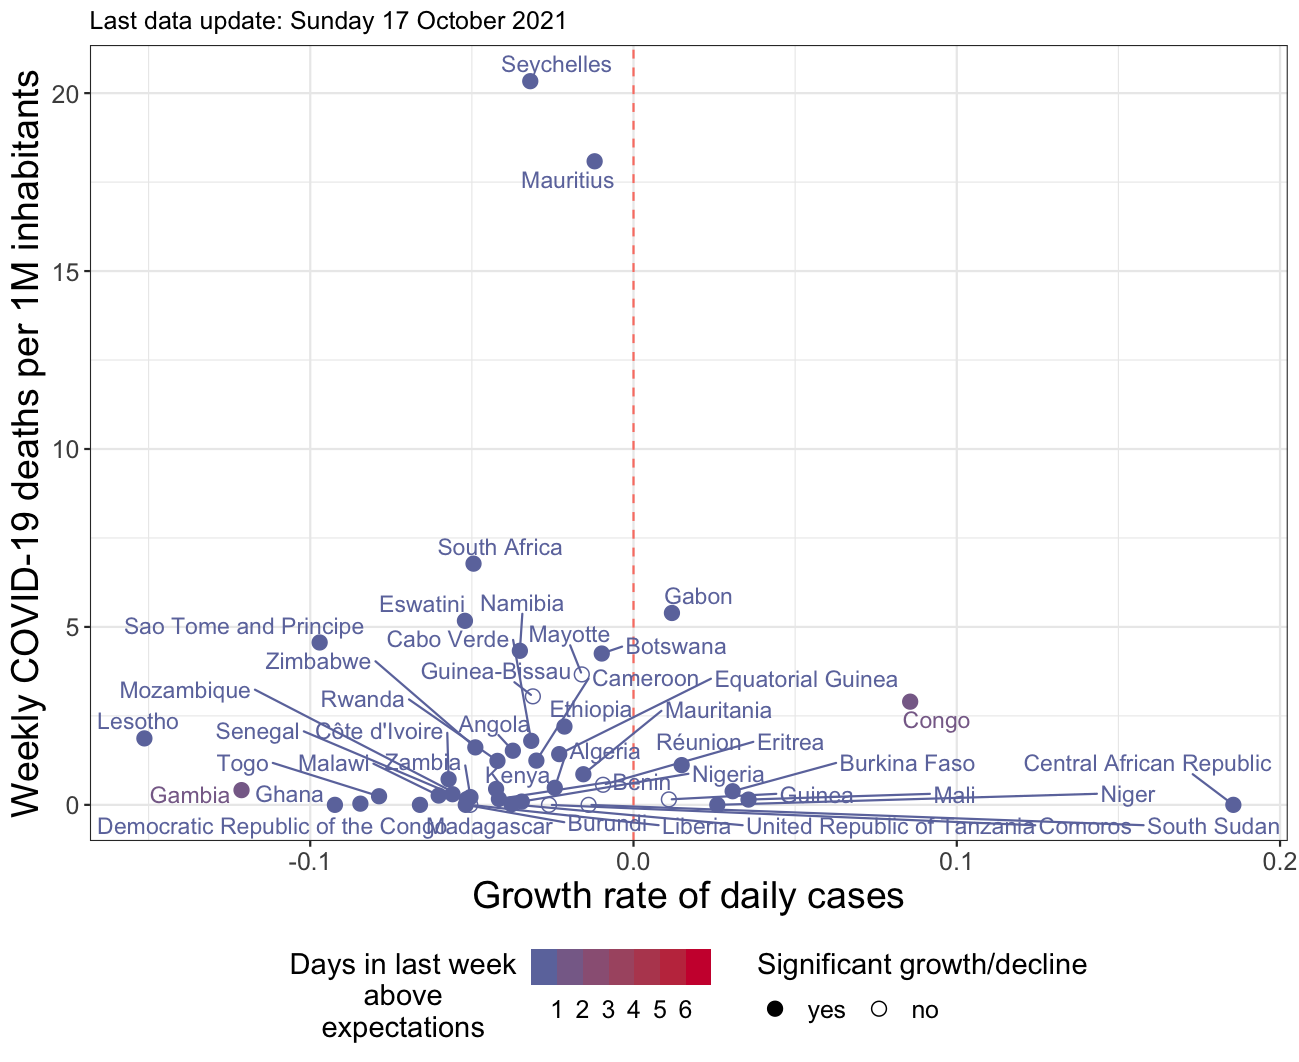 Last data update: Sunday 17 October 2021
Weekly COVID-19 deaths per 1M inhabitants
20
15
10
5
0
Seychelles
Mauritius
South Africa
Gabon
Eswatini
Namibia
Sao Tome and Principe
Cabo Verde
Mayotte
Botswana
Zimbabwe
Guinea-Bissau
Cameroon
Equatorial Guinea
Mozambique
Rwanda
Ethiopia
Mauritania
Congo
Lesotho
Senegal
Côte d'Ivoire
Angola
Algeria
Réunion
Eritrea
Togo
Malawi
Zambia
Kenya
Benin
Nigeria
Burkina Faso
Central African Republic
Gambia
Ghana
Guinea
Mali
Niger
Democratic Republic of the Congo
Madagascar
Burundi
Liberia
United Republic of Tanzania
Comoros
South Sudan
-0.1
0.0
0.1
0.2
Growth rate of daily cases
Days in last week
above
expectations
1 2 3 4 5 6
Significant growth/decline
yes
no